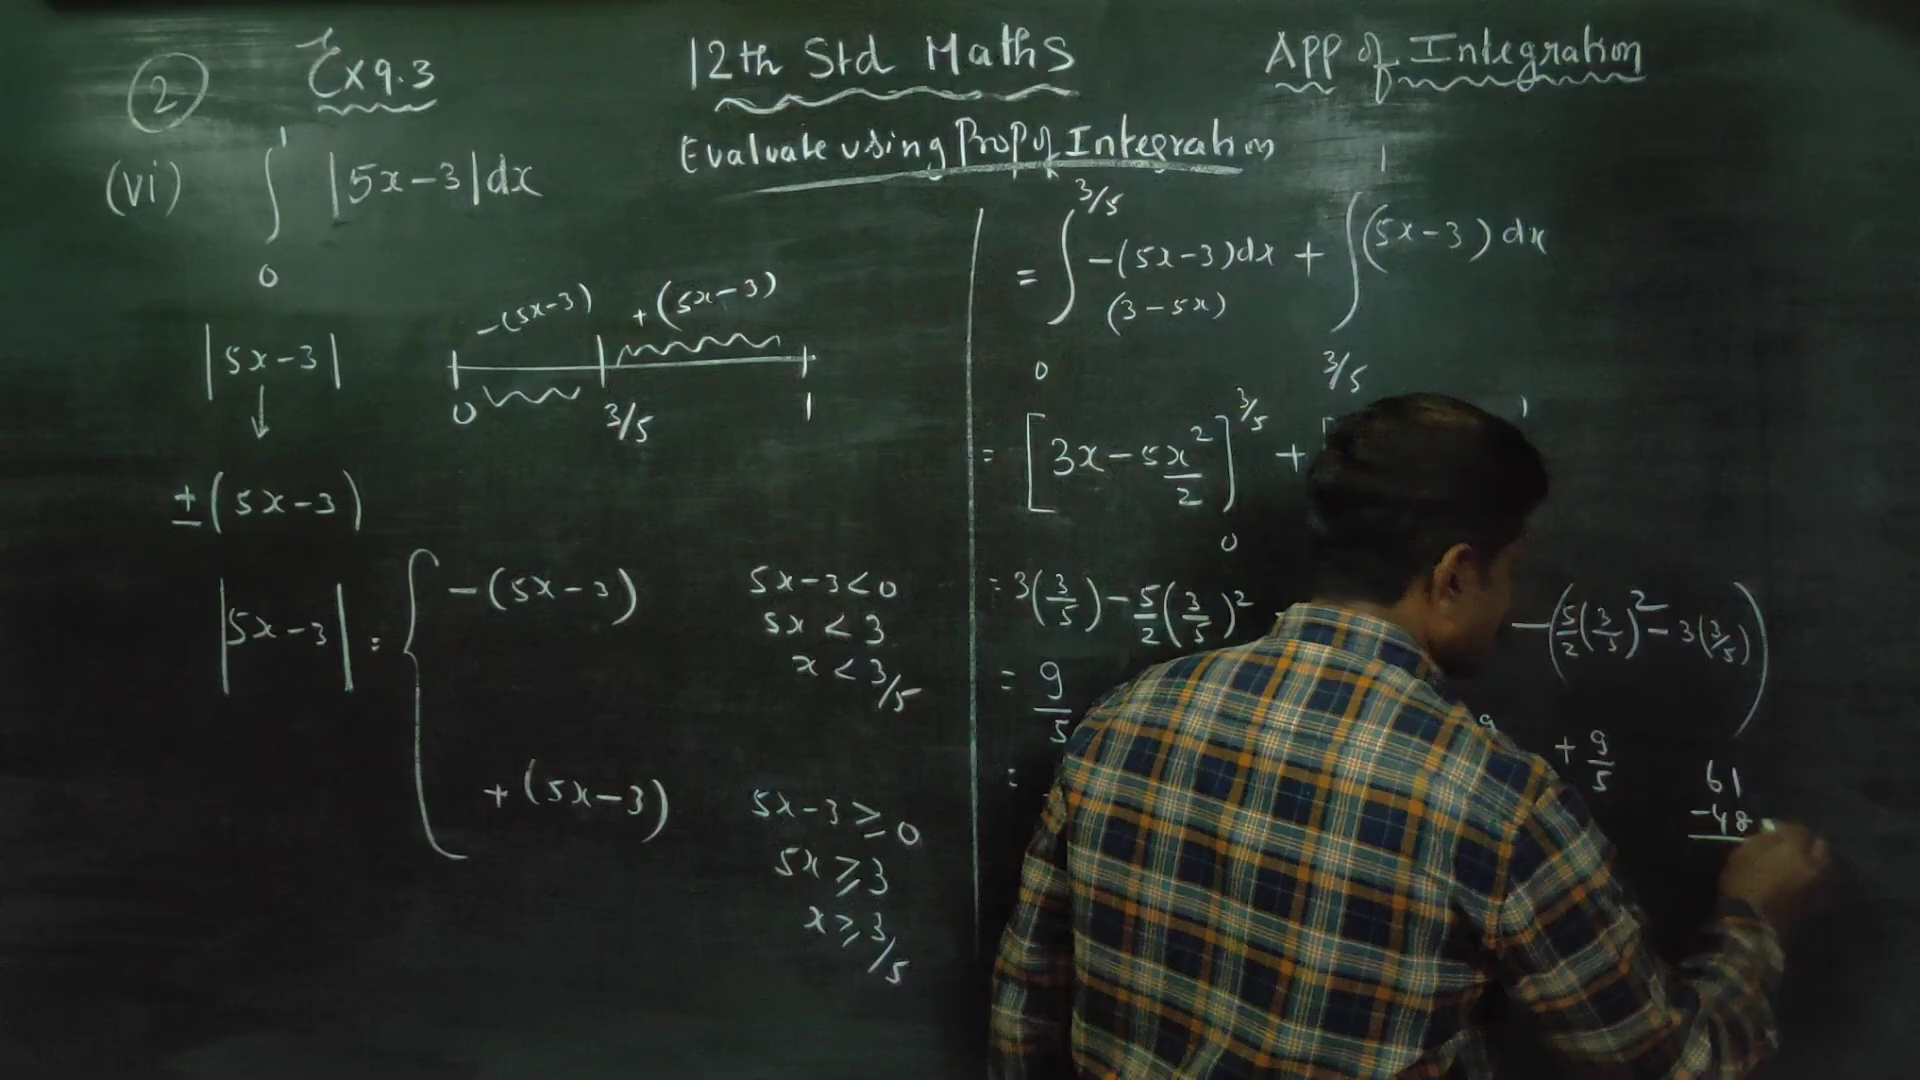 ② Ex 9.3
12th Std Maths
APP of Integration
Evaluate using Prop of Integration
(vi) ∫₀¹ |5x-3|dx
|5x-3|
↓
±(5x-3)
-(5x-3) +(5x-3)
0 3/5 1
|5x-3| = {
-(5x-3) 5x-3<0
5x<3
x<3/5
+(5x-3) 5x-3≥0
5x≥3
x≥3/5
= ∫₀^(3/5) -(5x-3)dx + ∫_(3/5)^1 (5x-3)dx
(3-5x)
= [3x-5x²/2]₀^(3/5) + [ 1
= 3(3/5)-5/2(3/5)² -(5/2(3/5)²-3(3/5))
= 9/5
= + 9/5
61
-48